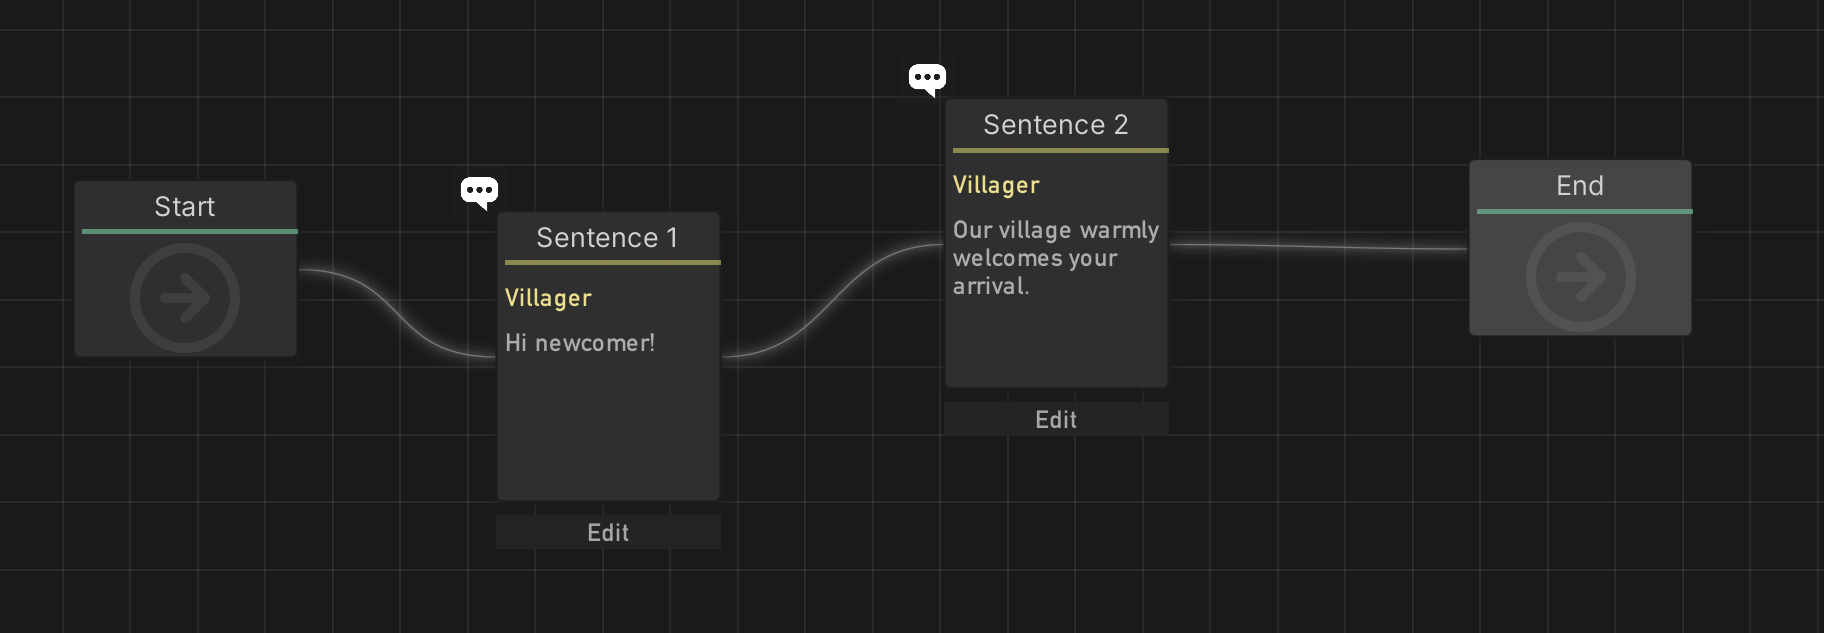 Start
Sentence 1
Villager
Hi newcomer!
Edit
Sentence 2
Villager
Our village warmly
welcomes your
arrival.
Edit
End